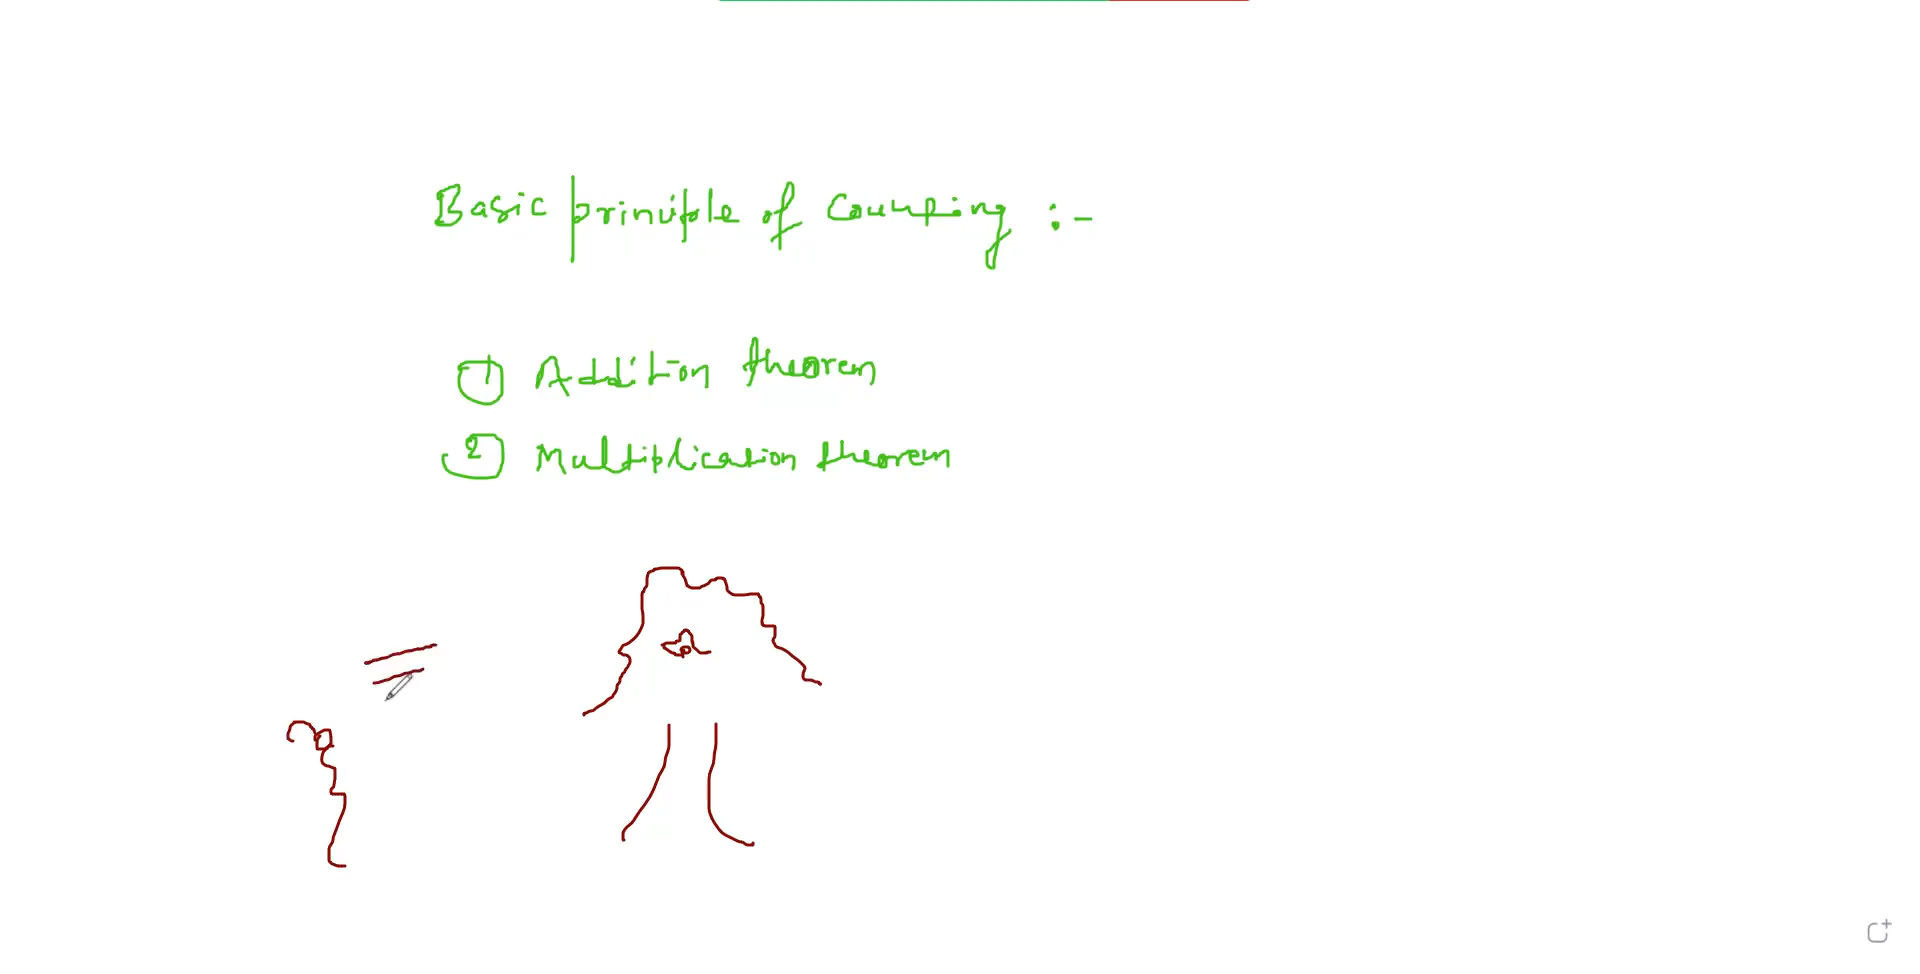 Basic principle of Counting :-
① Addition theorem
② Multiplication theorem